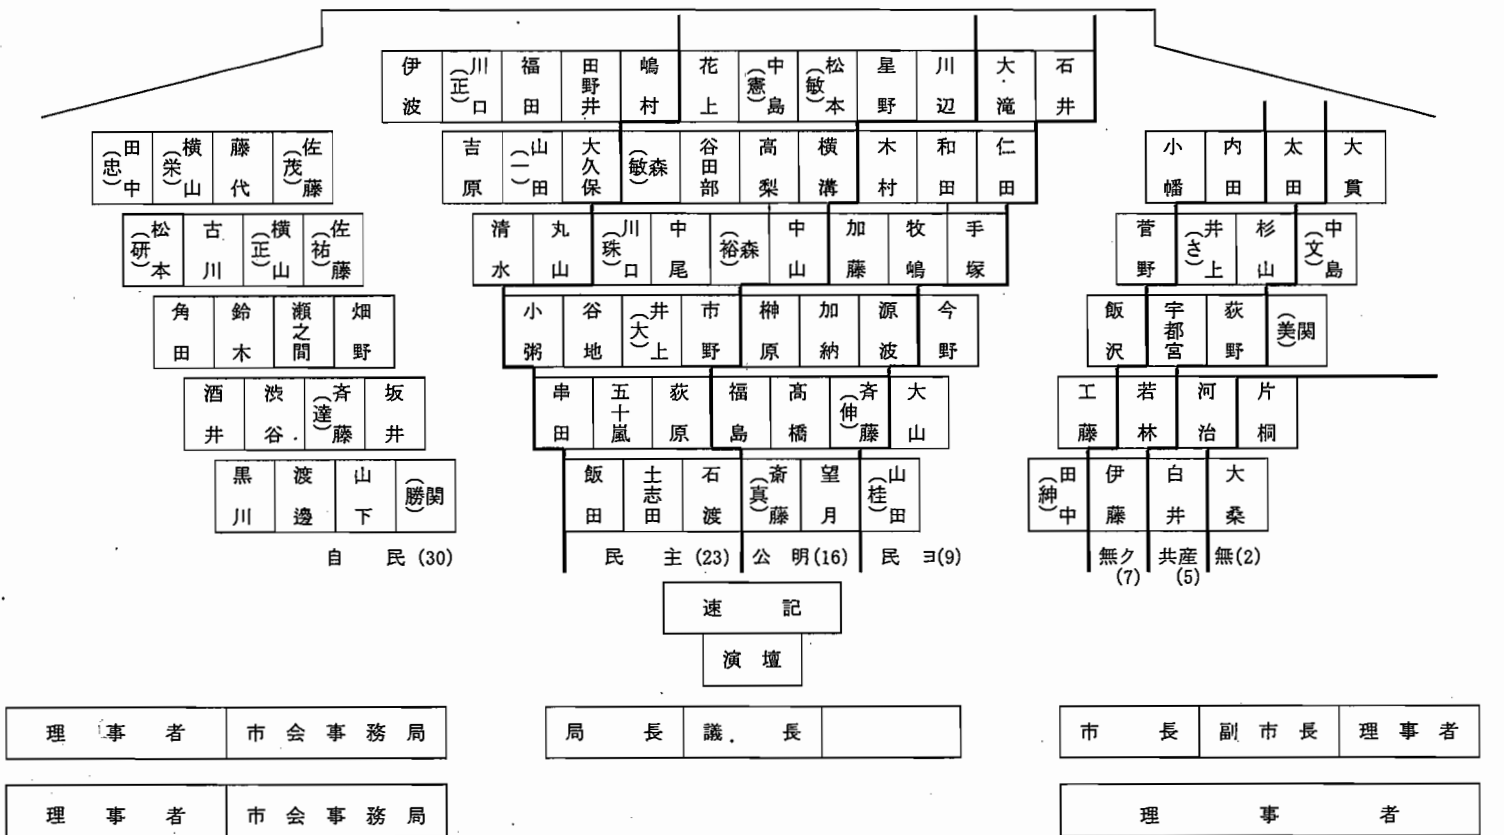 伊波 川口(正) 福田 田野井 嶋村 花上 中島(憲) 松本(敏) 星野 川辺 大滝 石井
田中(忠) 横山(栄) 藤代 佐藤(茂) 吉原 山田(一) 大久保 森(敏) 谷田部 高梨 横溝 木村 和田 仁田 小幡 内田 太田 大貫
松本(研) 古川 横山(正) 佐藤(祐) 清水 丸山 川口(珠) 中尾 森(裕) 中山 加藤 牧嶋 手塚 菅野 井上(さ) 杉山 中島(文)
角田 鈴木 瀬之間 畑野 小粥 谷地 井上(大) 市野 榊原 加納 源波 今野 飯沢 宇都宮 荻野 関(美)
酒井 渋谷 斉藤(達) 坂井 串田 五十嵐 荻原 福島 髙橋 斉藤(伸) 大山 工藤 若林 河治 片桐
黒川 渡邊 山下 関(勝) 飯田 土志田 石渡 斎藤(真) 望月 山田(桂) 田中(紳) 伊藤 白井 大桑
自民(30) 民主(23) 公明(16) 民ヨ(9) 無ク(7) 共産(5) 無(2)
速記
演壇
理事者 市会事務局 局長 議長 市長 副市長 理事者
理事者 市会事務局 理事者